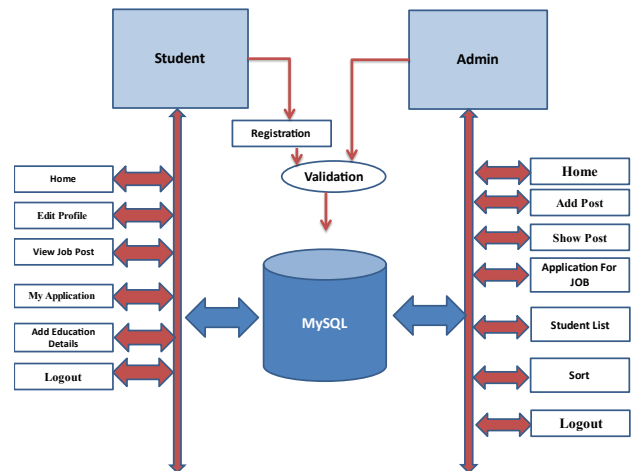 Student
Admin
Registration
Validation
Home
Edit Profile
View Job Post
My Application
Add Education
Details
Logout
MySQL
Home
Add Post
Show Post
Application For
JOB
Student List
Sort
Logout